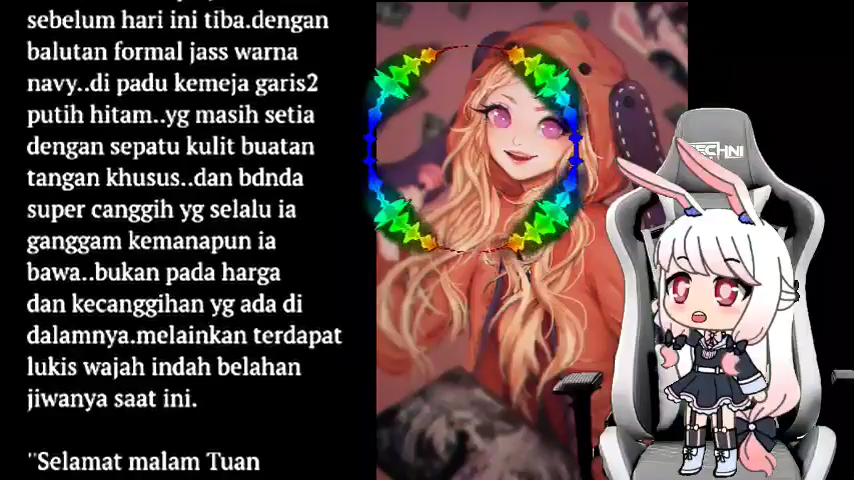 sebelum hari ini tiba.dengan
balutan formal jass warna
navy..di padu kemeja garis2
putih hitam..yg masih setia
dengan sepatu kulit buatan
tangan khusus..dan bdnda
super canggih yg selalu ia
ganggam kemanapun ia
bawa..bukan pada harga
dan kecanggihan yg ada di
dalamnya.melainkan terdapat
lukis wajah indah belahan
jiwanya saat ini.
"Selamat malam Tuan
TECHNI